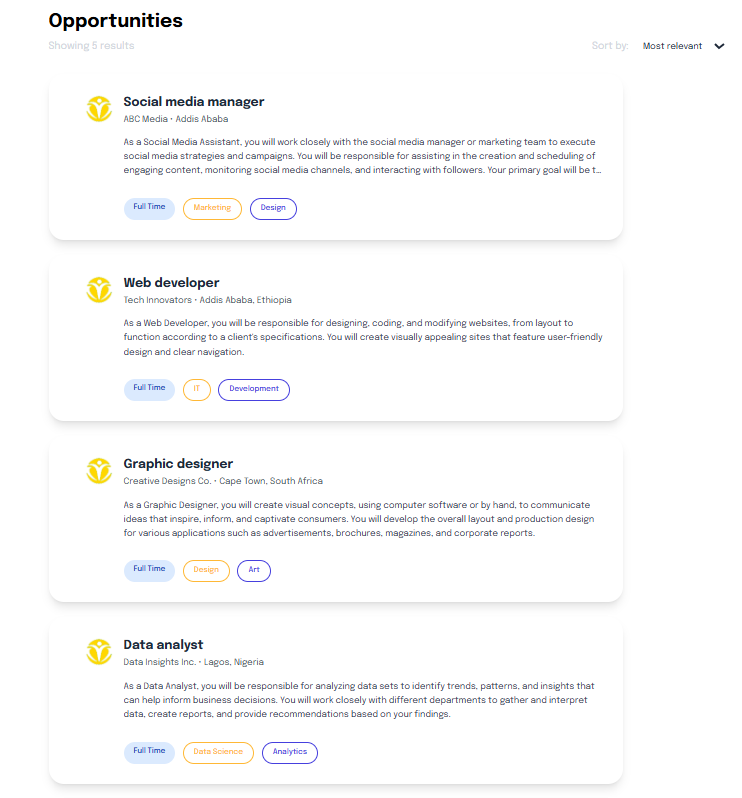 Opportunities
Showing 5 results
Sort by: Most relevant
Social media manager
ABC Media • Addis Ababa
As a Social Media Assistant, you will work closely with the social media manager or marketing team to execute
social media strategies and campaigns. You will be responsible for assisting in the creation and scheduling of
engaging content, monitoring social media channels, and interacting with followers. Your primary goal will be t...
Full Time Marketing Design
Web developer
Tech Innovators • Addis Ababa, Ethiopia
As a Web Developer, you will be responsible for designing, coding, and modifying websites, from layout to
function according to a client's specifications. You will create visually appealing sites that feature user-friendly
design and clear navigation.
Full Time IT Development
Graphic designer
Creative Designs Co. • Cape Town, South Africa
As a Graphic Designer, you will create visual concepts, using computer software or by hand, to communicate
ideas that inspire, inform, and captivate consumers. You will develop the overall layout and production design
for various applications such as advertisements, brochures, magazines, and corporate reports.
Full Time Design Art
Data analyst
Data Insights Inc. • Lagos, Nigeria
As a Data Analyst, you will be responsible for analyzing data sets to identify trends, patterns, and insights that
can help inform business decisions. You will work closely with different departments to gather and interpret
data, create reports, and provide recommendations based on your findings.
Full Time Data Science Analytics